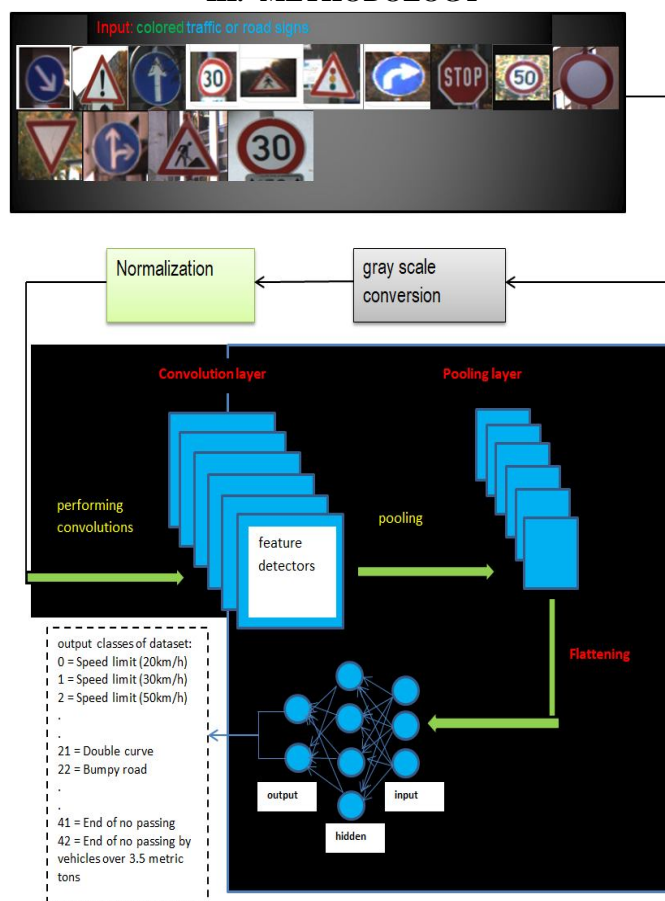 III. METHODOLOGY
Input: colored traffic or road signs
30
STOP
50
30
Normalization
gray scale
conversion
Convolution layer
Pooling layer
performing
convolutions
feature
detectors
pooling
output classes of dataset:
0 = Speed limit (20km/h)
1 = Speed limit (30km/h)
2 = Speed limit (50km/h)
.
.
21 = Double curve
22 = Bumpy road
.
.
41 = End of no passing
42 = End of no passing by
vehicles over 3.5 metric
tons
Flattening
output
input
hidden